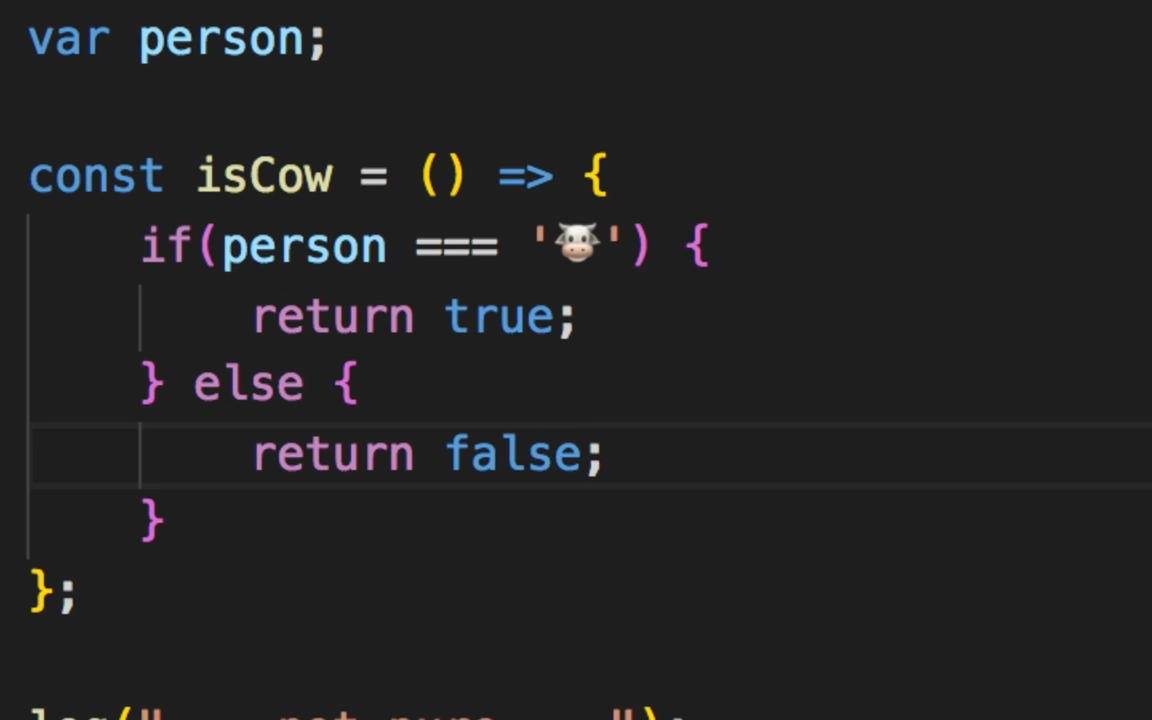 var person;
const isCow = () => {
if(person === '🐮') {
return true;
} else {
return false;
}
};